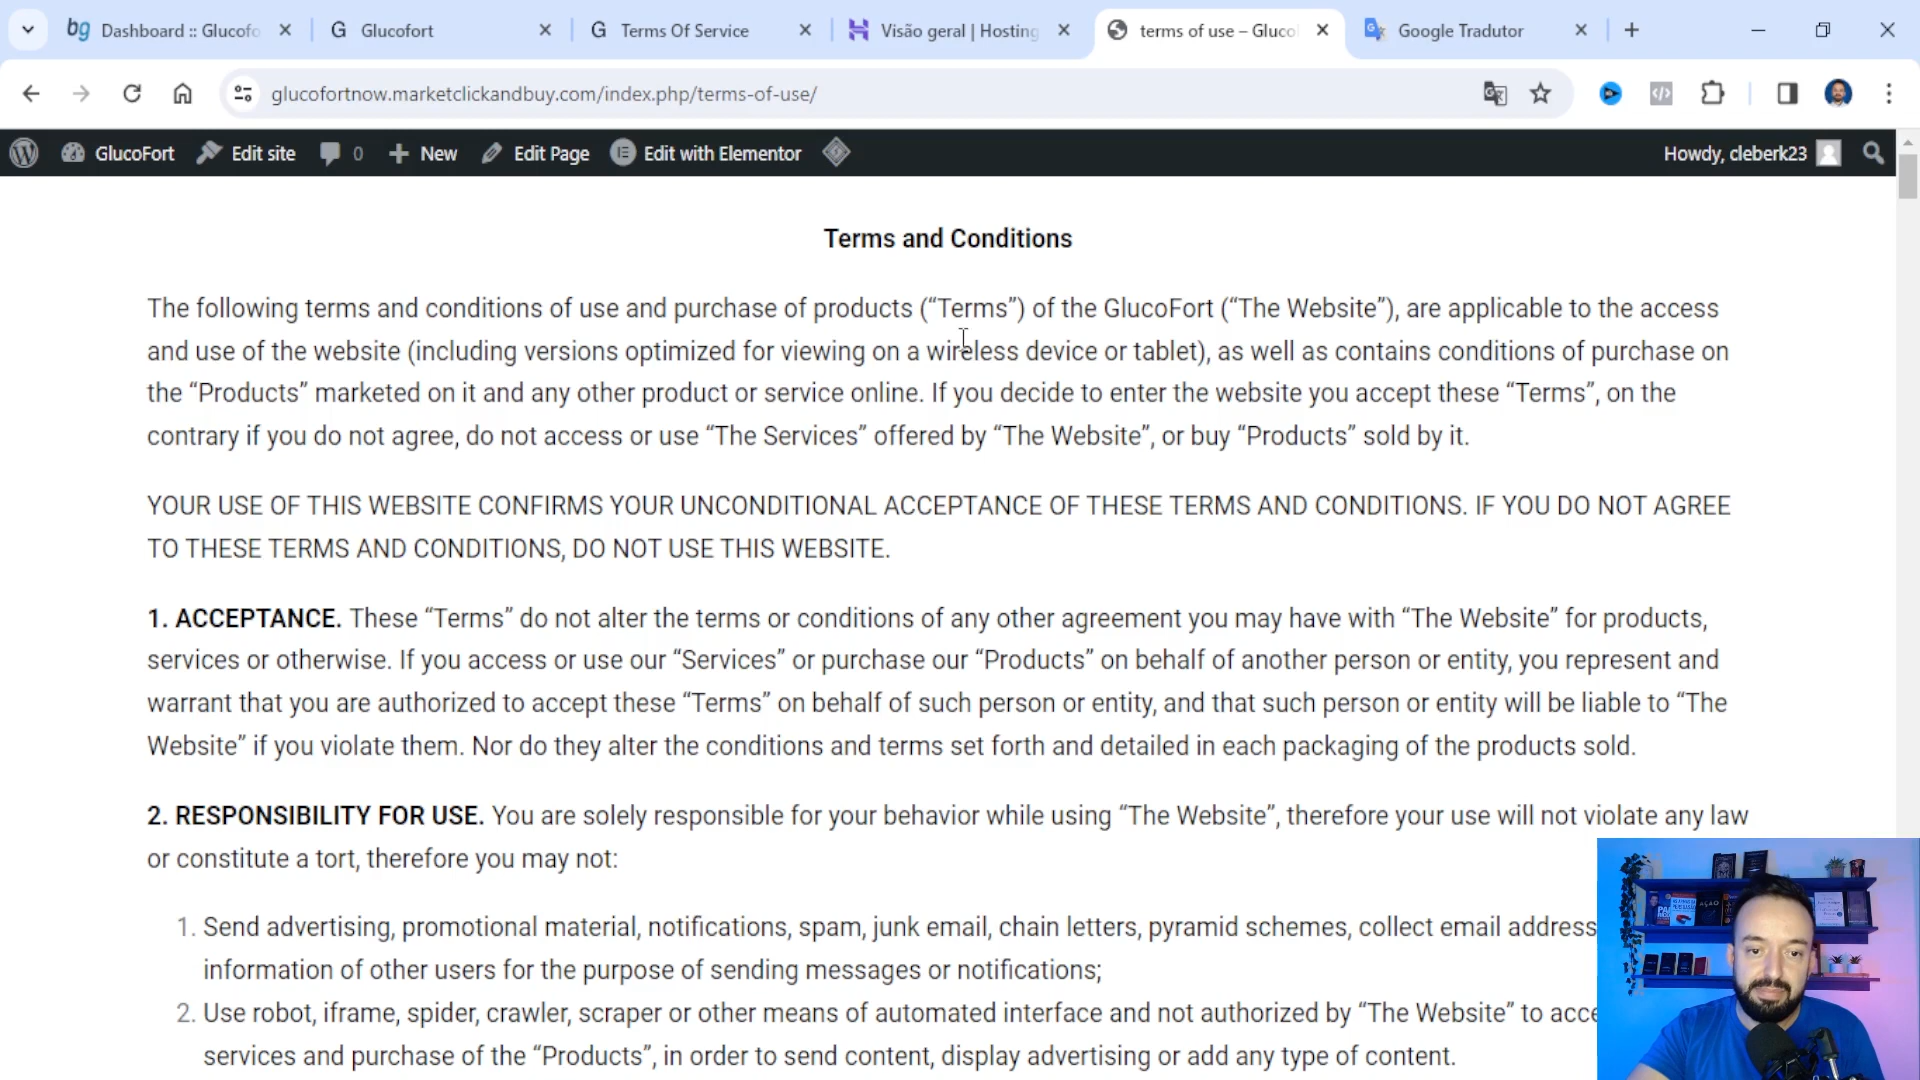 bg Dashboard :: Glucofo
G Glucofort
G Terms Of Service
Visão geral | Hosting
terms of use – Gluco
Google Tradutor
glucofortnow.marketclickandbuy.com/index.php/terms-of-use/
GlucoFort
Edit site
0
New
Edit Page
Edit with Elementor
Howdy, cleberk23
Terms and Conditions
The following terms and conditions of use and purchase of products (“Terms”) of the GlucoFort (“The Website”), are applicable to the access
and use of the website (including versions optimized for viewing on a wireless device or tablet), as well as contains conditions of purchase on
the “Products” marketed on it and any other product or service online. If you decide to enter the website you accept these “Terms”, on the
contrary if you do not agree, do not access or use “The Services” offered by “The Website”, or buy “Products” sold by it.
YOUR USE OF THIS WEBSITE CONFIRMS YOUR UNCONDITIONAL ACCEPTANCE OF THESE TERMS AND CONDITIONS. IF YOU DO NOT AGREE
TO THESE TERMS AND CONDITIONS, DO NOT USE THIS WEBSITE.
1. ACCEPTANCE. These “Terms” do not alter the terms or conditions of any other agreement you may have with “The Website” for products,
services or otherwise. If you access or use our “Services” or purchase our “Products” on behalf of another person or entity, you represent and
warrant that you are authorized to accept these “Terms” on behalf of such person or entity, and that such person or entity will be liable to “The
Website” if you violate them. Nor do they alter the conditions and terms set forth and detailed in each packaging of the products sold.
2. RESPONSIBILITY FOR USE. You are solely responsible for your behavior while using “The Website”, therefore your use will not violate any law
or constitute a tort, therefore you may not:
1. Send advertising, promotional material, notifications, spam, junk email, chain letters, pyramid schemes, collect email address
information of other users for the purpose of sending messages or notifications;
2. Use robot, iframe, spider, crawler, scraper or other means of automated interface and not authorized by “The Website” to acce
services and purchase of the “Products”, in order to send content, display advertising or add any type of content.